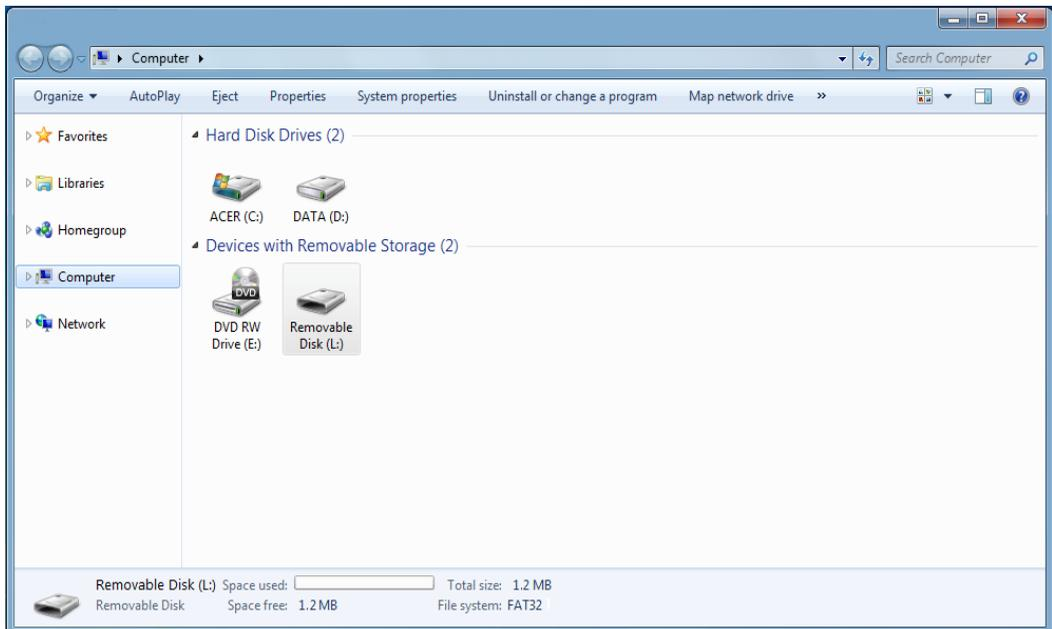 Computer
Search Computer
Organize AutoPlay Eject Properties System properties Uninstall or change a program Map network drive »
Favorites
Libraries
Homegroup
Computer
Network
Hard Disk Drives (2)
ACER (C:) DATA (D:)
Devices with Removable Storage (2)
DVD
DVD RW Removable
Drive (E:) Disk (L:)
Removable Disk (L:) Space used: Total size: 1.2 MB
Removable Disk Space free: 1.2 MB File system: FAT32